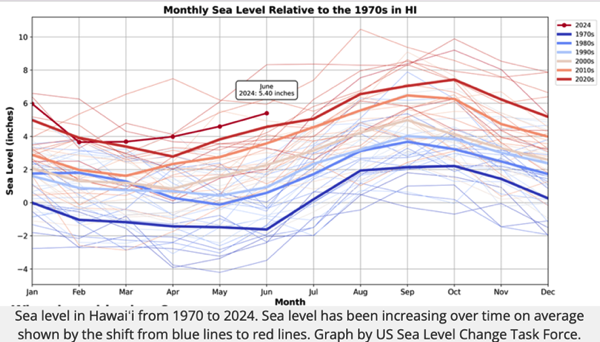 Monthly Sea Level Relative to the 1970s in HI
2024
1970s
1980s
1990s
2000s
2010s
2020s
June
2024: 5.40 inches
Sea Level (inches)
10
8
6
4
2
0
−2
−4
Jan Feb Mar Apr May Jun Jul Aug Sep Oct Nov Dec
Month
Sea level in Hawaiʻi from 1970 to 2024. Sea level has been increasing over time on average
shown by the shift from blue lines to red lines. Graph by US Sea Level Change Task Force.